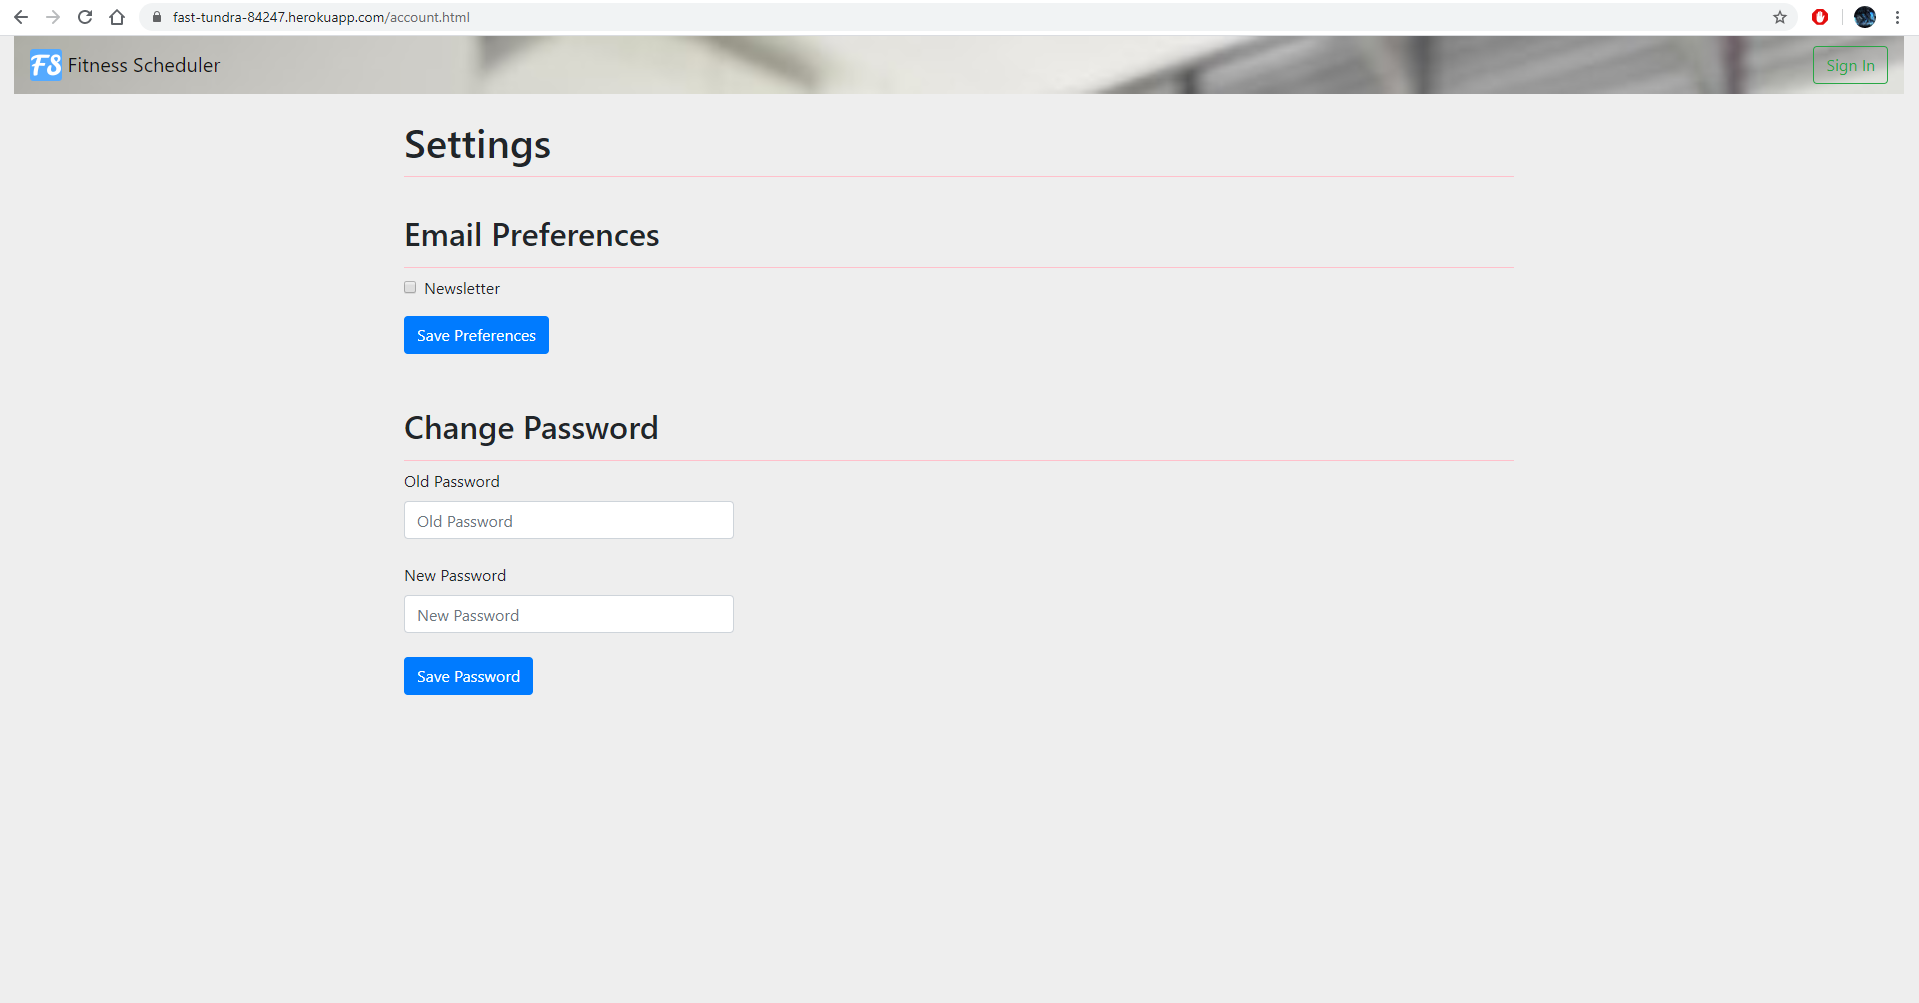 fast-tundra-84247.herokuapp.com/account.html
FS Fitness Scheduler
Sign In
Settings
Email Preferences
Newsletter
Save Preferences
Change Password
Old Password
Old Password
New Password
New Password
Save Password